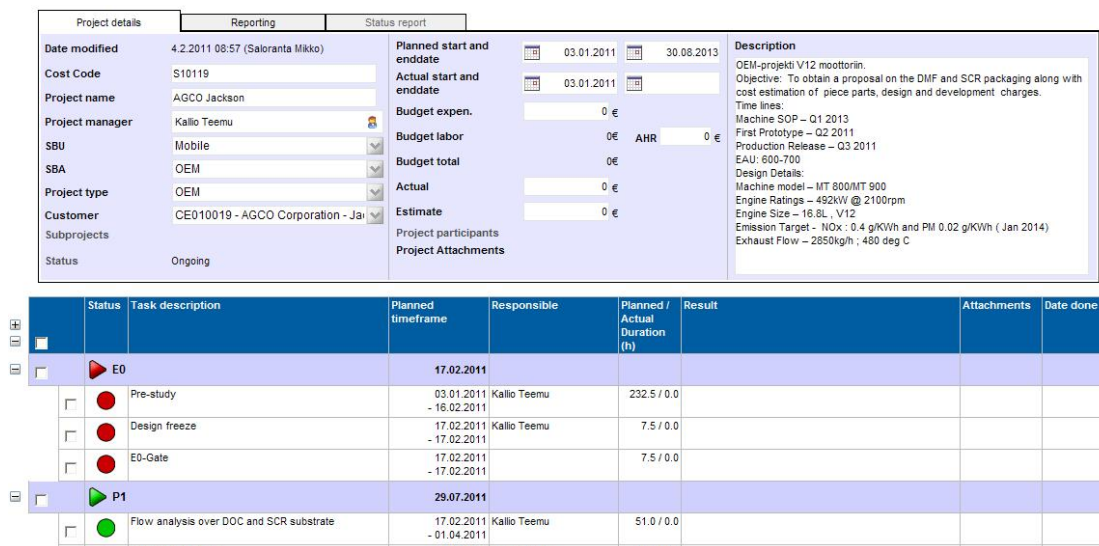 Project details
Reporting
Status report
Date modified 4.2.2011 08:57 (Saloranta Mikko)
Cost Code S10119
Project name AGCO Jackson
Project manager Kallio Teemu
SBU Mobile
SBA OEM
Project type OEM
Customer CE010019 - AGCO Corporation - Ja
Subprojects
Status Ongoing
Planned start and
enddate 03.01.2011 30.08.2013
Actual start and
enddate 03.01.2011
Budget expen. 0 €
Budget labor 0€ AHR 0 €
Budget total 0€
Actual 0 €
Estimate 0 €
Project participants
Project Attachments
Description
OEM-projekti V12 moottoriin.
Objective: To obtain a proposal on the DMF and SCR packaging along with
cost estimation of piece parts, design and development charges.
Time lines:
Machine SOP – Q1 2013
First Prototype – Q2 2011
Production Release – Q3 2011
EAU: 600-700
Design Details:
Machine model – MT 800/MT 900
Engine Ratings – 492kW @ 2100rpm
Engine Size – 16.8L , V12
Emission Target - NOx : 0.4 g/KWh and PM 0.02 g/KWh ( Jan 2014)
Exhaust Flow – 2850kg/h ; 480 deg C
Status Task description Planned Responsible Planned / Result Attachments Date done
timeframe Actual
Duration
(h)
E0 17.02.2011
Pre-study 03.01.2011 Kallio Teemu 232.5 / 0.0
- 16.02.2011
Design freeze 17.02.2011 Kallio Teemu 7.5 / 0.0
- 17.02.2011
E0-Gate 17.02.2011 7.5 / 0.0
- 17.02.2011
P1 29.07.2011
Flow analysis over DOC and SCR substrate 17.02.2011 Kallio Teemu 51.0 / 0.0
- 01.04.2011